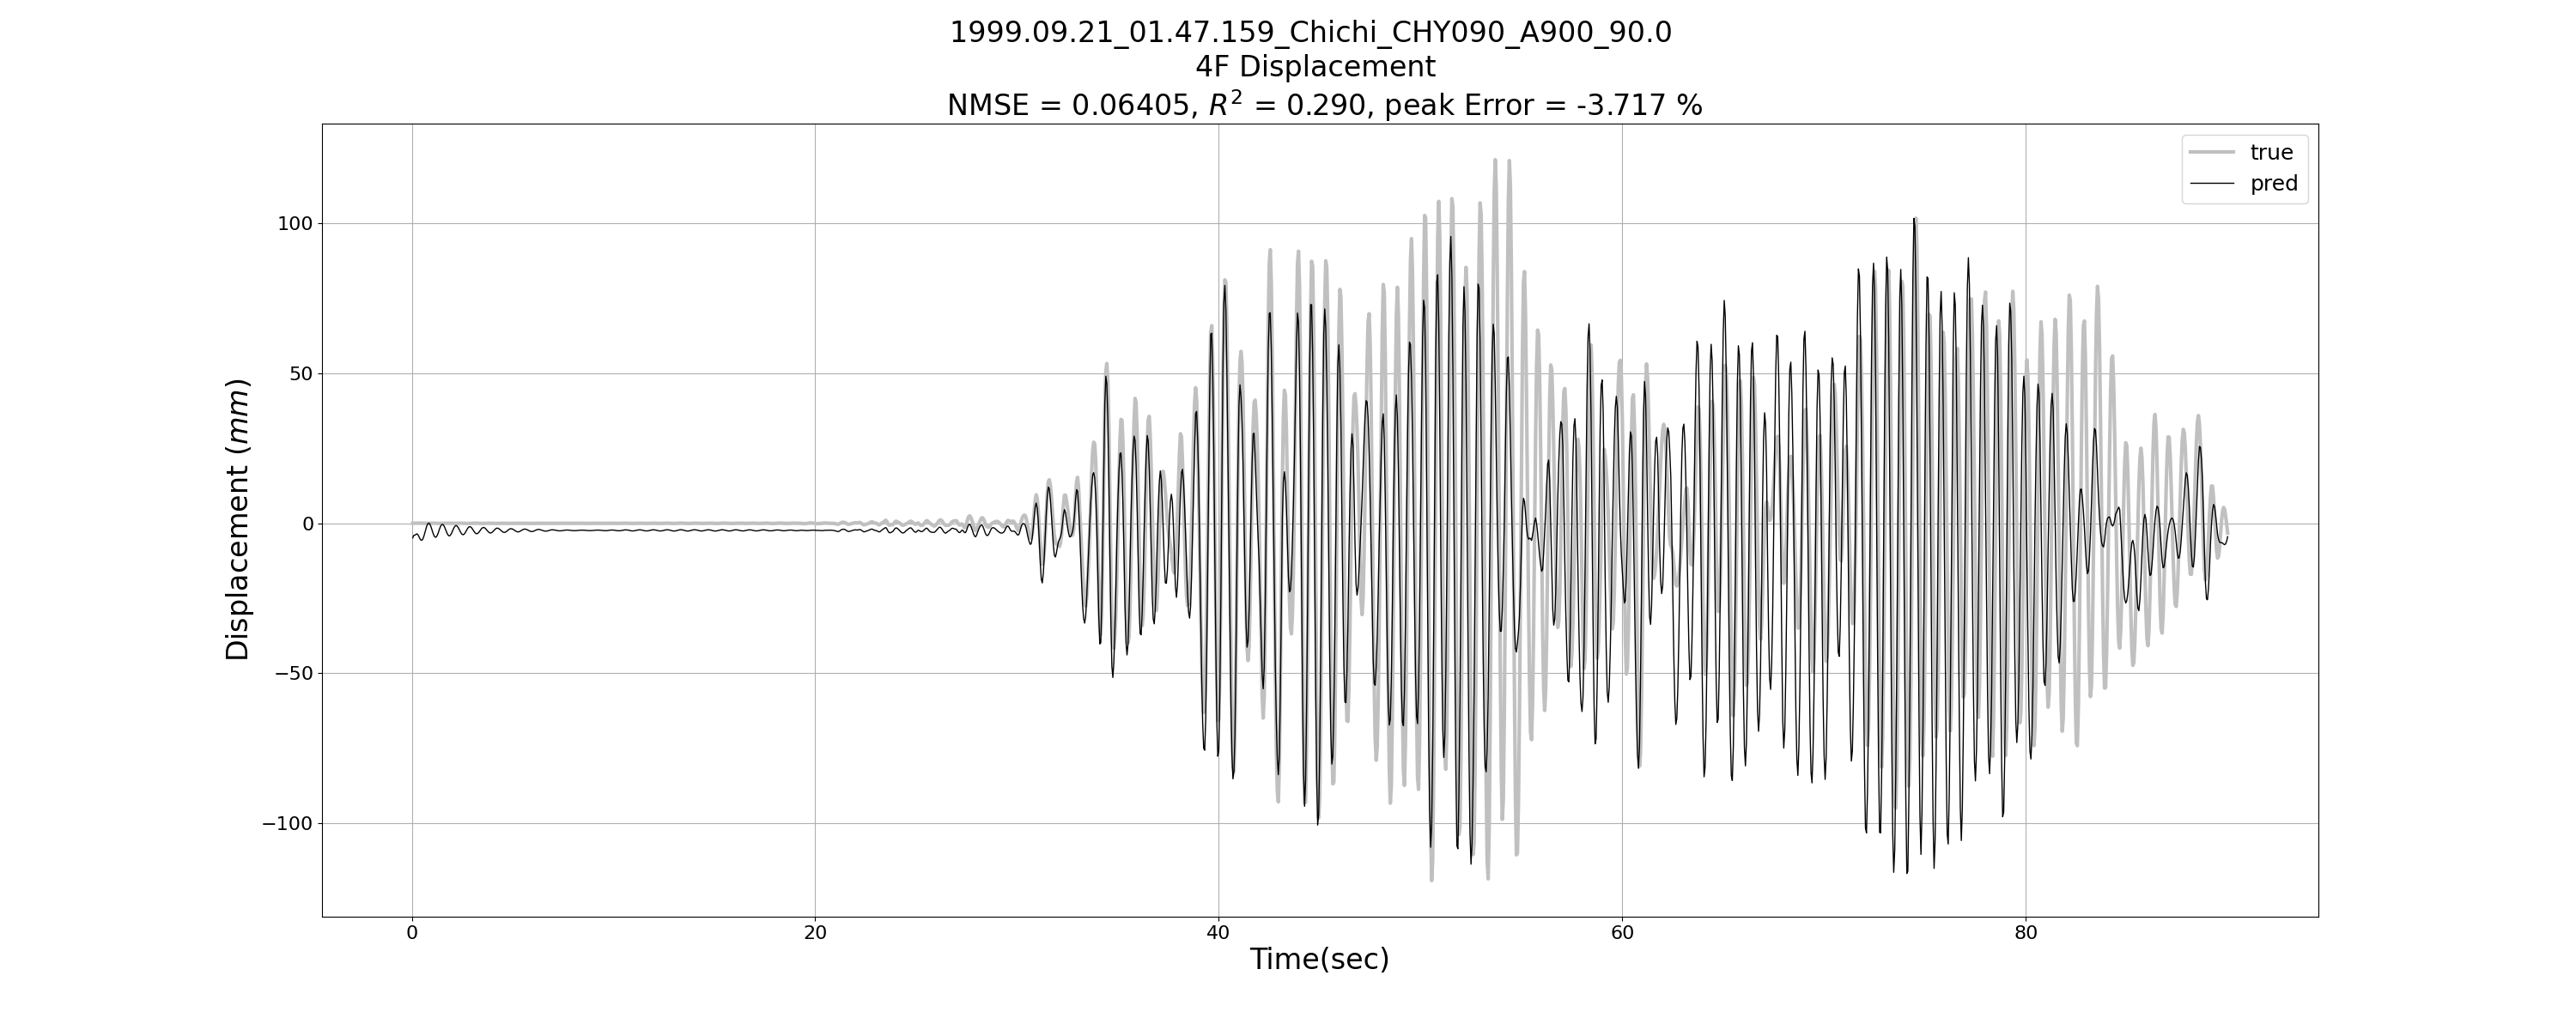 1999.09.21_01.47.159_Chichi_CHY090_A900_90.0
4F Displacement
NMSE = 0.06405, R² = 0.290, peak Error = -3.717 %
true
pred
Displacement (mm)
100
50
0
−50
−100
0 20 40 60 80
Time(sec)